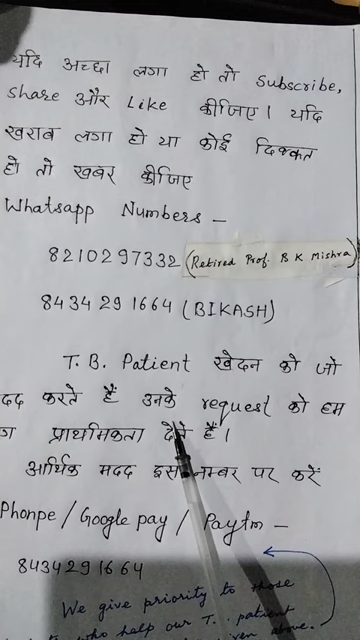 यदि अच्छा लगा हो तो Subscribe,
Share और Like कीजिए। यदि
खराब लगा हो या कोई दिक्कत
हो तो खबर कीजिए
Whatsapp Numbers -
8210297332 (Retired Prof. B K Mishra)
8434291664 (BIKASH)
T. B. Patient खेदन को जो
करते हैं उनके request को हम
प्राथमिकता देते हैं।
आर्थिक मदद इस नम्बर पर करें
Phonpe / Google pay / Paytm -
8434291664
We give priority to those
who help our T. . patient
above.